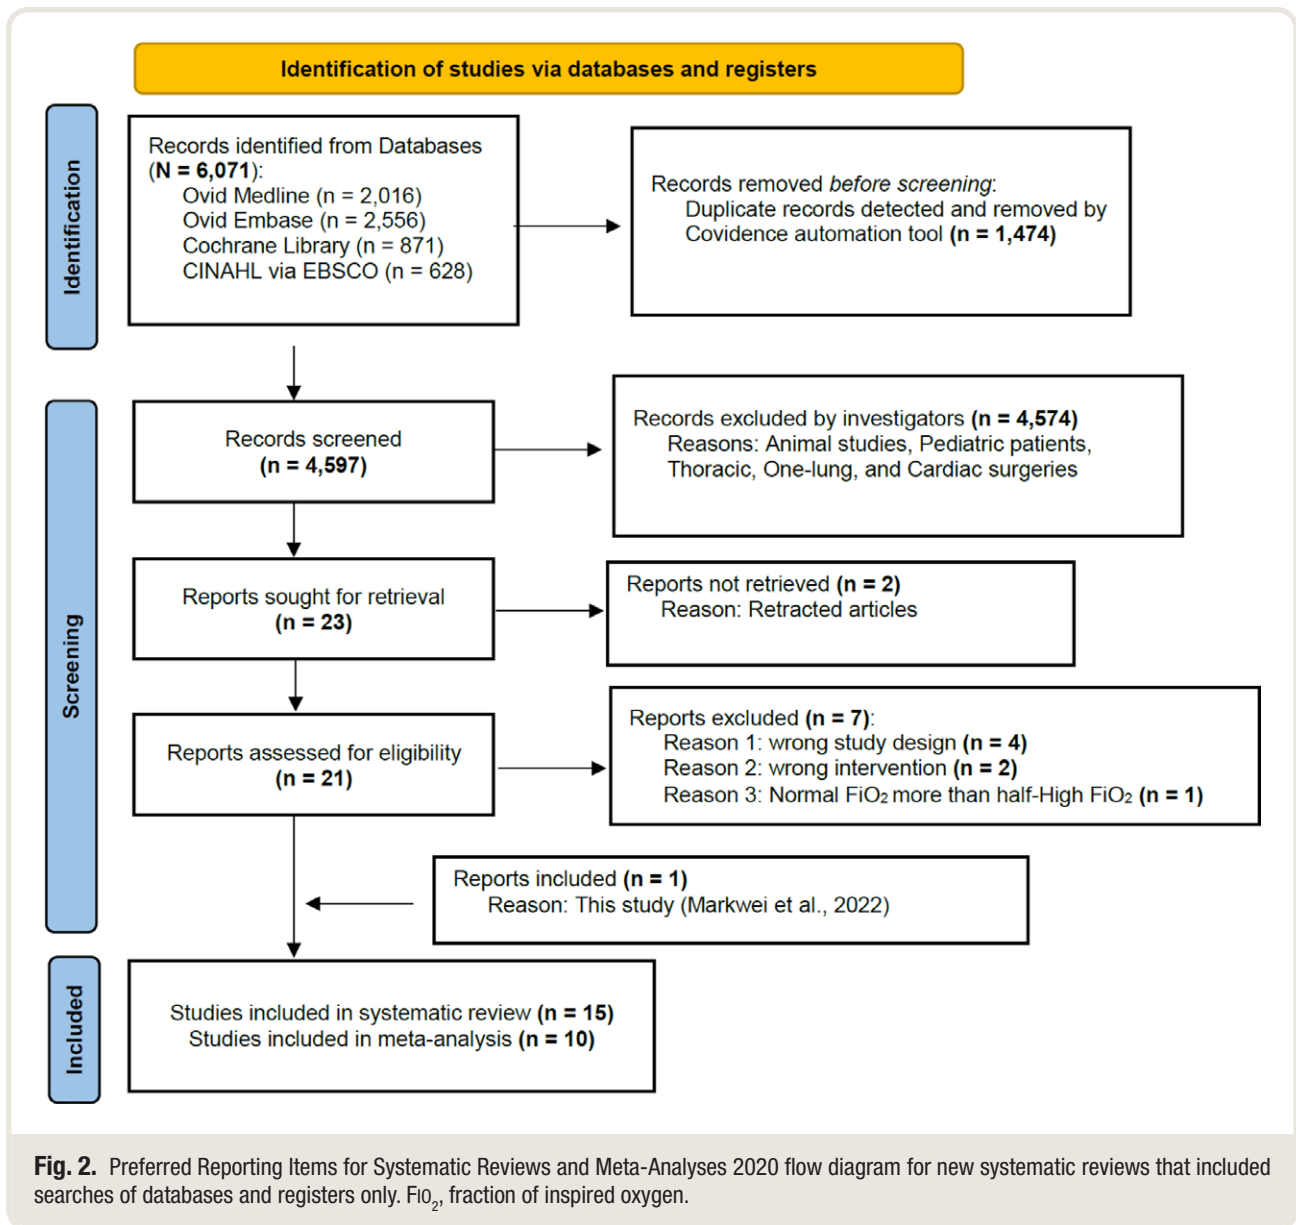 Identification of studies via databases and registers
Identification
Records identified from Databases
(N = 6,071):
Ovid Medline (n = 2,016)
Ovid Embase (n = 2,556)
Cochrane Library (n = 871)
CINAHL via EBSCO (n = 628)
Records removed before screening:
Duplicate records detected and removed by
Covidence automation tool (n = 1,474)
Screening
Records screened
(n = 4,597)
Records excluded by investigators (n = 4,574)
Reasons: Animal studies, Pediatric patients,
Thoracic, One-lung, and Cardiac surgeries
Reports sought for retrieval
(n = 23)
Reports not retrieved (n = 2)
Reason: Retracted articles
Reports assessed for eligibility
(n = 21)
Reports excluded (n = 7):
Reason 1: wrong study design (n = 4)
Reason 2: wrong intervention (n = 2)
Reason 3: Normal FiO₂ more than half-High FiO₂ (n = 1)
Reports included (n = 1)
Reason: This study (Markwei et al., 2022)
Included
Studies included in systematic review (n = 15)
Studies included in meta-analysis (n = 10)
Fig. 2. Preferred Reporting Items for Systematic Reviews and Meta-Analyses 2020 flow diagram for new systematic reviews that included
searches of databases and registers only. FIO₂, fraction of inspired oxygen.